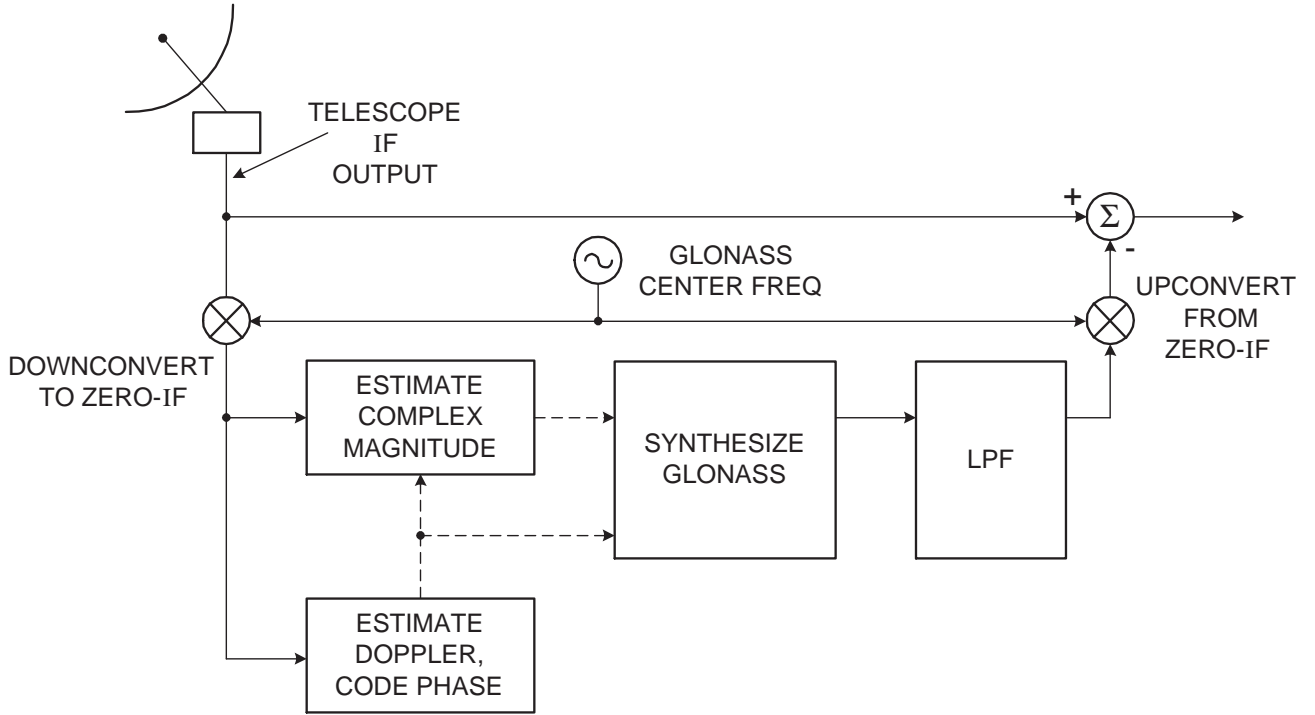 TELESCOPE
IF
OUTPUT
+
Σ
-
GLONASS
CENTER FREQ
UPCONVERT
FROM
ZERO-IF
DOWNCONVERT
TO ZERO-IF
ESTIMATE
COMPLEX
MAGNITUDE
SYNTHESIZE
GLONASS
LPF
ESTIMATE
DOPPLER,
CODE PHASE